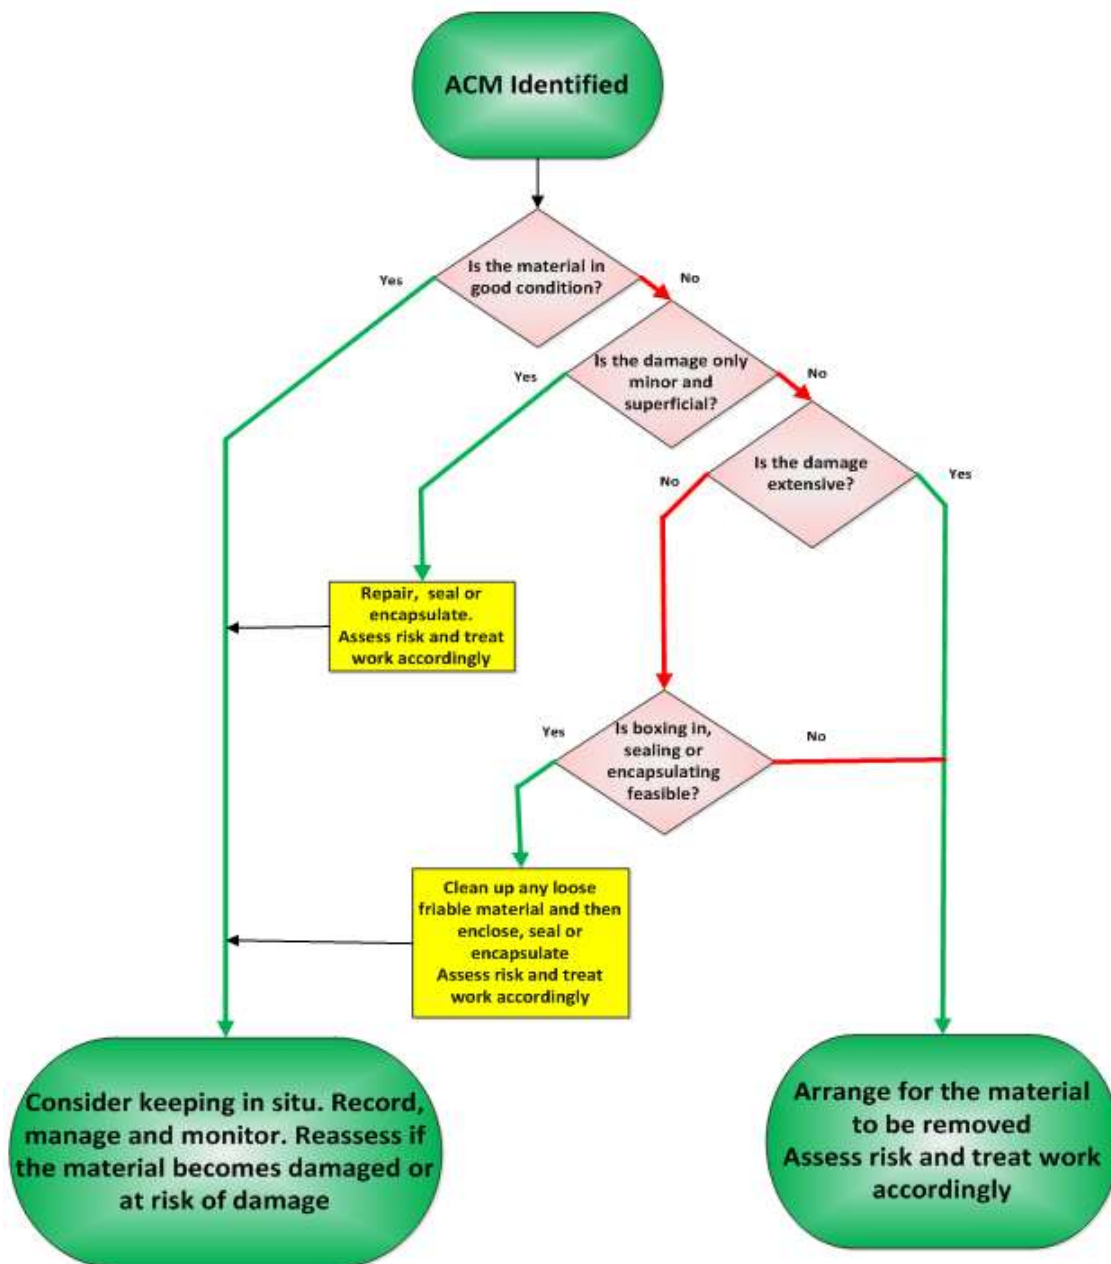 ACM Identified
Is the material in
good condition?
Yes
No
Is the damage only
minor and
superficial?
Yes
No
Is the damage
extensive?
No
Yes
Repair, seal or
encapsulate.
Assess risk and treat
work accordingly
Is boxing in,
sealing or
encapsulating
feasible?
Yes
No
Clean up any loose
friable material and then
enclose, seal or
encapsulate
Assess risk and treat
work accordingly
Consider keeping in situ. Record,
manage and monitor. Reassess if
the material becomes damaged or
at risk of damage
Arrange for the material
to be removed
Assess risk and treat work
accordingly